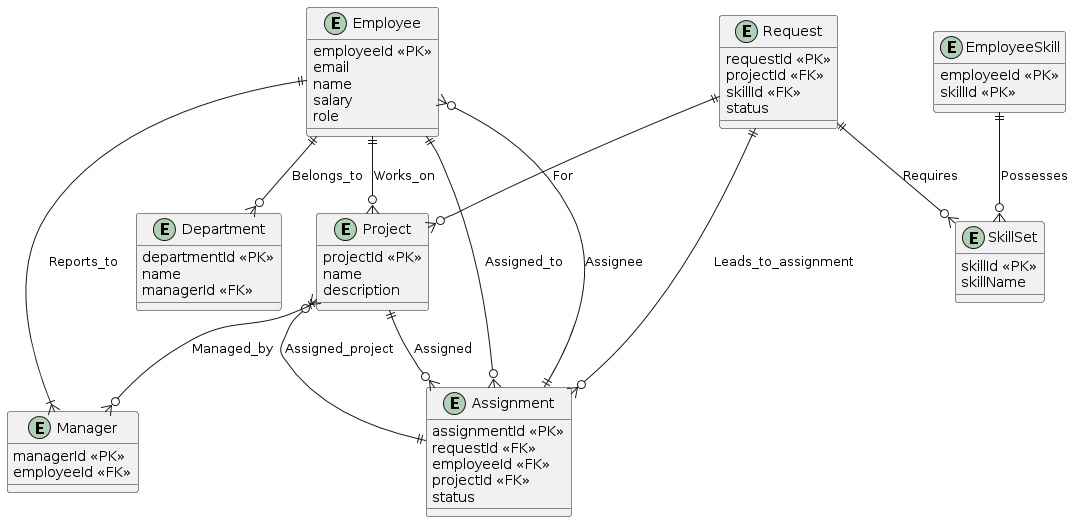 E Employee
employeeId «PK»
email
name
salary
role
E Request
requestId «PK»
projectId «FK»
skillId «FK»
status
E EmployeeSkill
employeeId «PK»
skillId «PK»
Belongs_to
Works_on
For
Requires
Possesses
E Department
departmentId «PK»
name
managerId «FK»
E Project
projectId «PK»
name
description
E SkillSet
skillId «PK»
skillName
Reports_to
Assigned_to
Assignee
Leads_to_assignment
Managed_by
Assigned_project
Assigned
E Manager
managerId «PK»
employeeId «FK»
E Assignment
assignmentId «PK»
requestId «FK»
employeeId «FK»
projectId «FK»
status